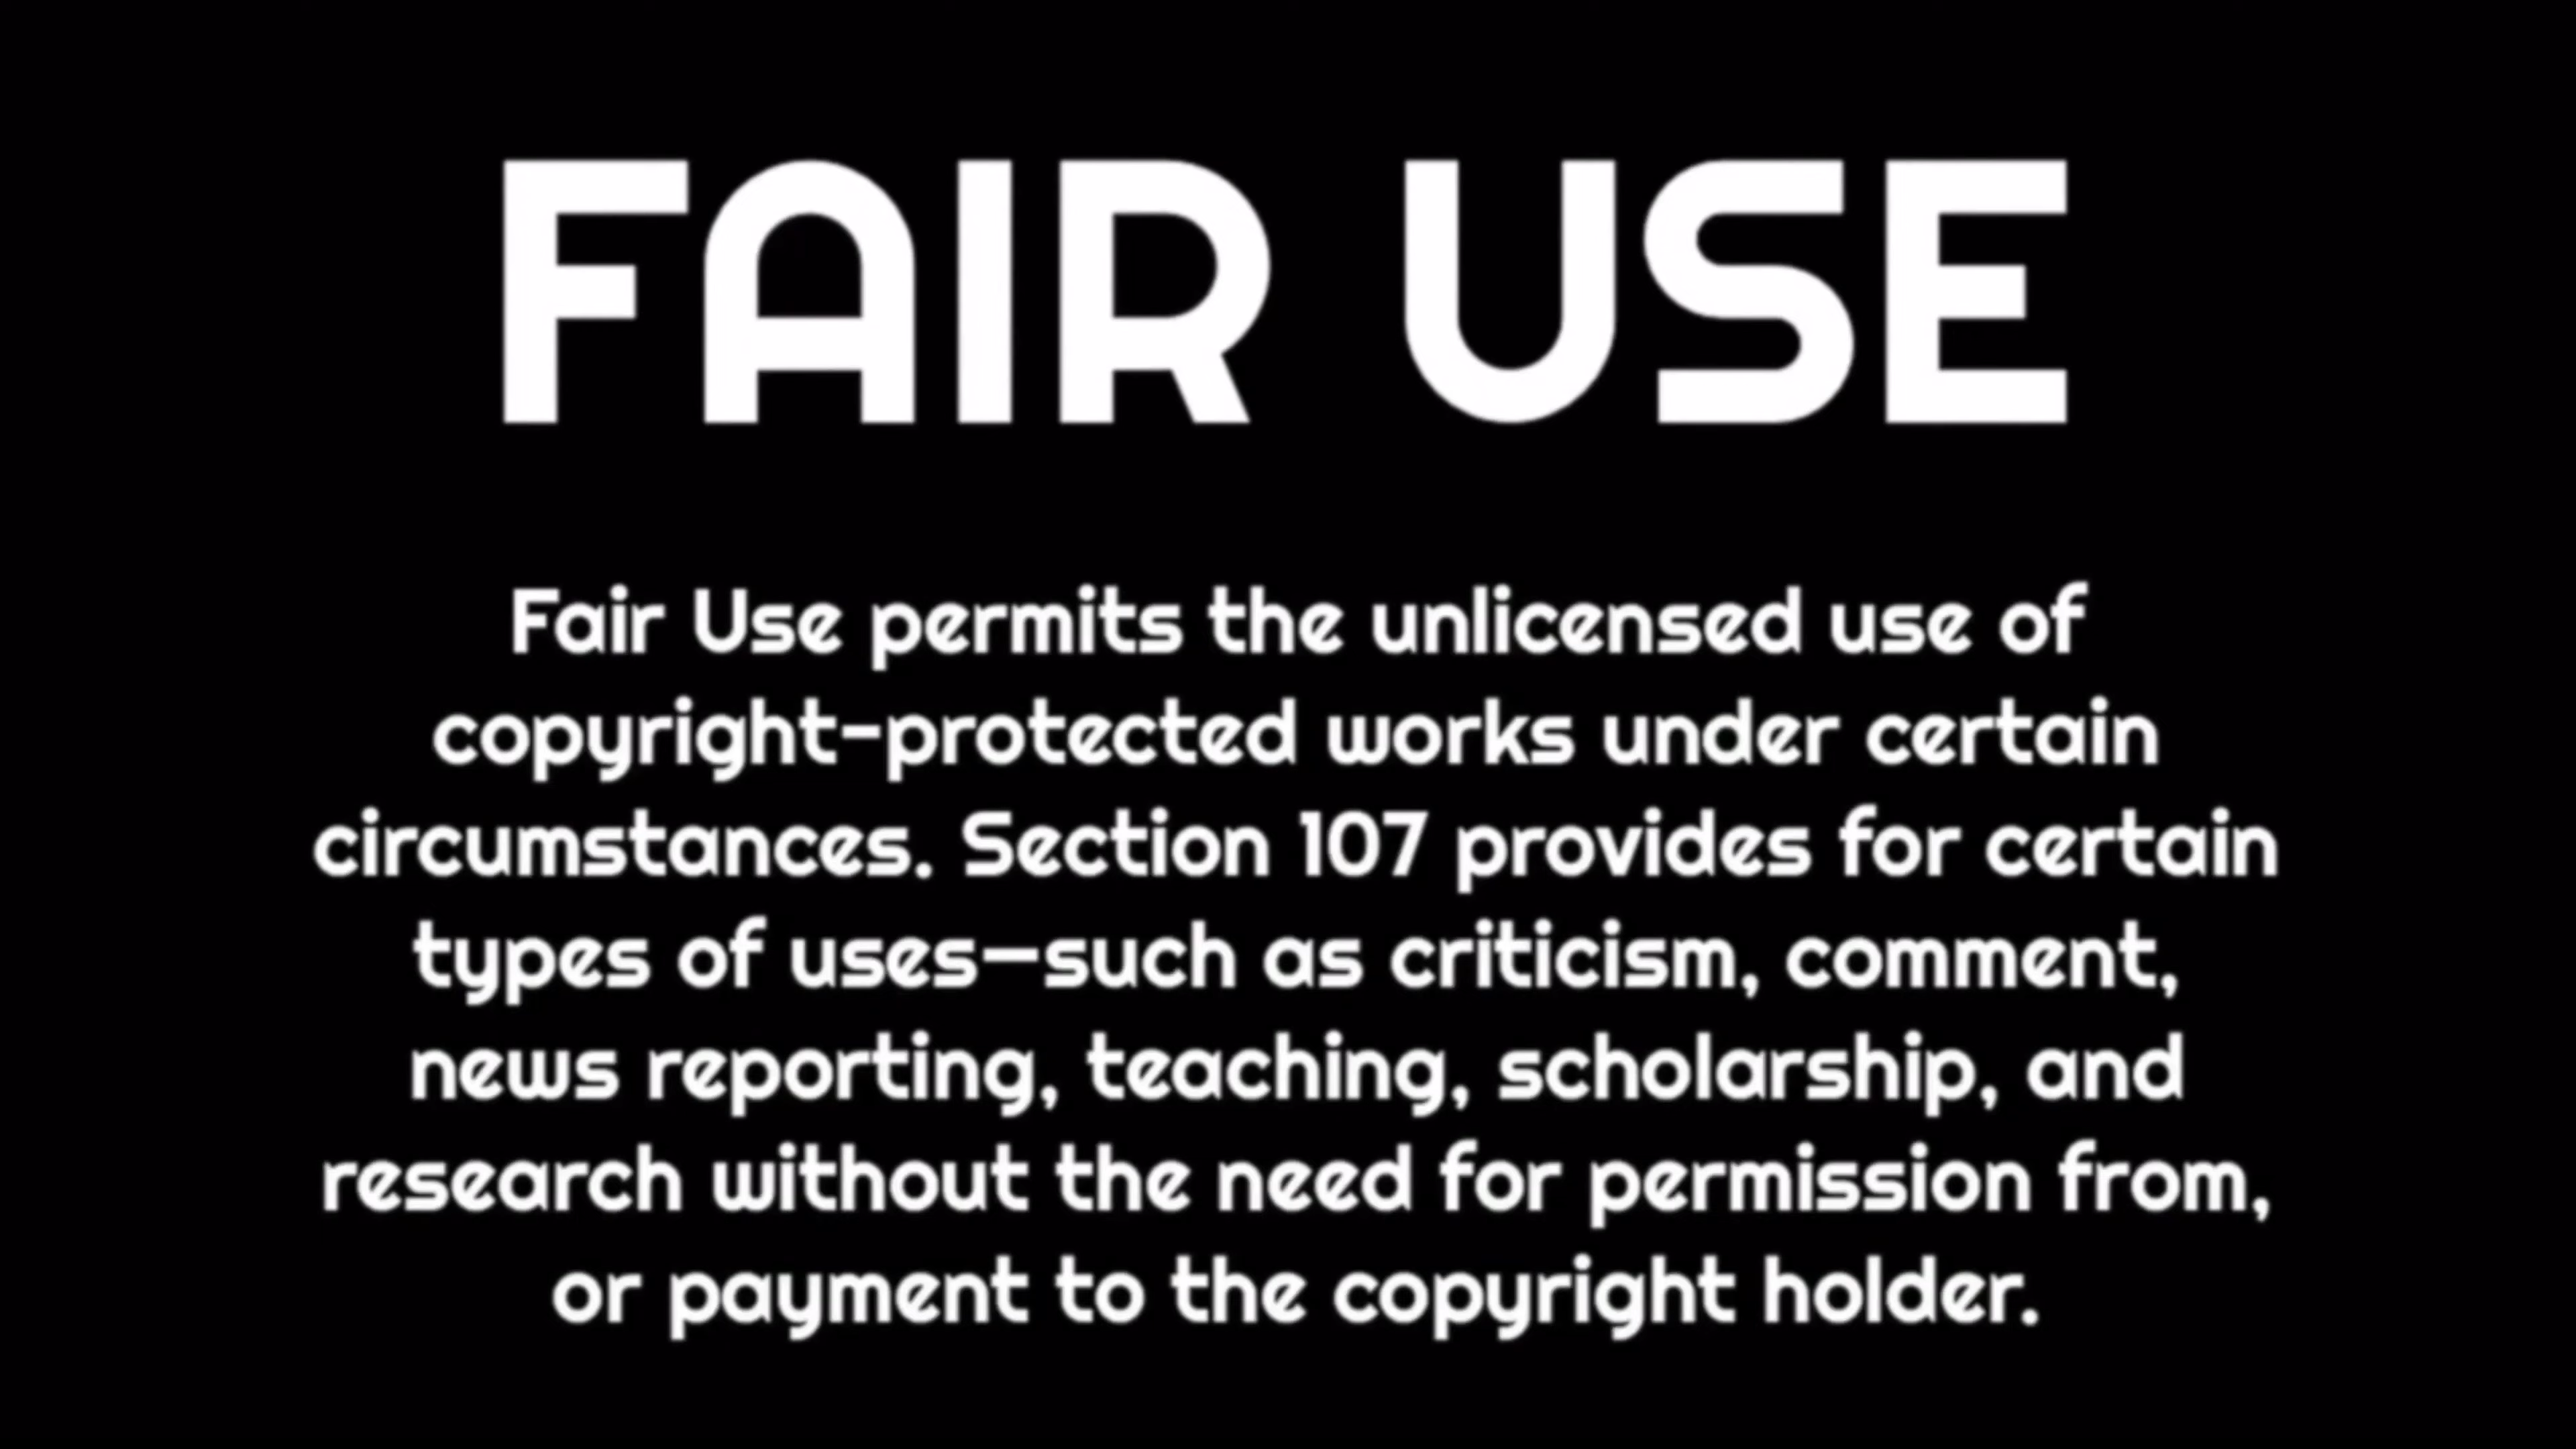 FAIR USE
Fair Use permits the unlicensed use of
copyright-protected works under certain
circumstances. Section 107 provides for certain
types of uses—such as criticism, comment,
news reporting, teaching, scholarship, and
research without the need for permission from,
or payment to the copyright holder.